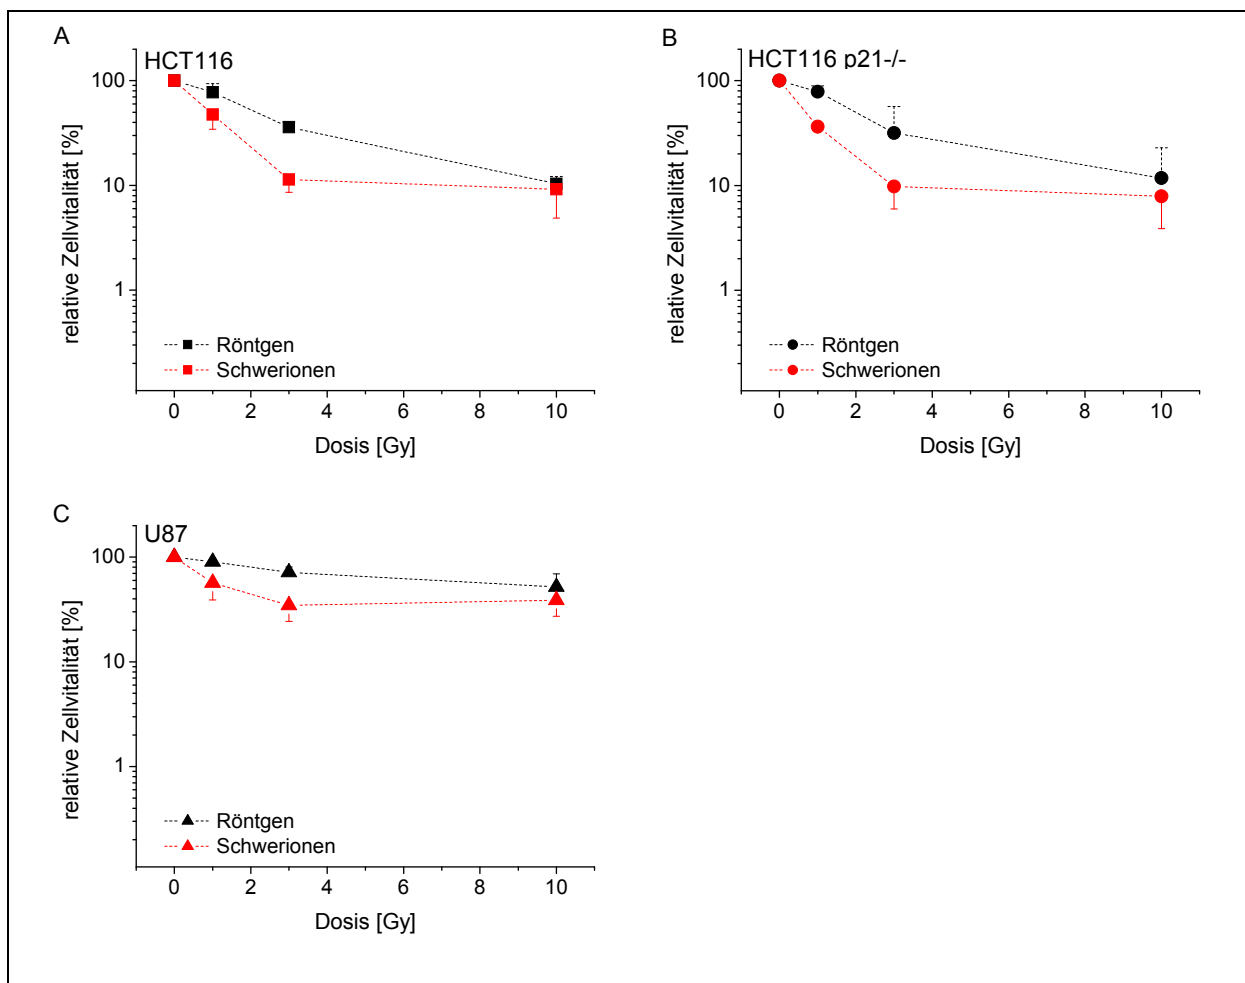 A
HCT116
relative Zellvitalität [%]
100
10
1
Röntgen
Schwerionen
0 2 4 6 8 10
Dosis [Gy]
B
HCT116 p21-/-
relative Zellvitalität [%]
100
10
1
Röntgen
Schwerionen
0 2 4 6 8 10
Dosis [Gy]
C
U87
relative Zellvitalität [%]
100
10
1
Röntgen
Schwerionen
0 2 4 6 8 10
Dosis [Gy]